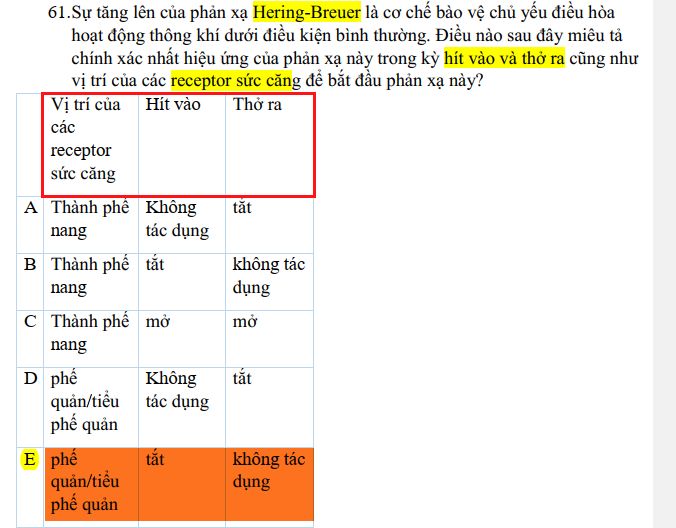 61.Sự tăng lên của phản xạ Hering-Breuer là cơ chế bào vệ chủ yếu điều hòa
hoạt động thông khí dưới điều kiện bình thường. Điều nào sau đây miêu tả
chính xác nhất hiệu ứng của phản xạ này trong kỳ hít vào và thở ra cũng như
vị trí của các receptor sức căng để bắt đầu phản xạ này?
Vị trí của Hít vào Thở ra
các
receptor
sức căng
A Thành phế Không tắt
nang tác dụng
B Thành phế tắt không tác
nang dụng
C Thành phế mở mở
nang
D phế Không tắt
quản/tiểu tác dụng
phế quản
E phế tắt không tác
quản/tiểu dụng
phế quản